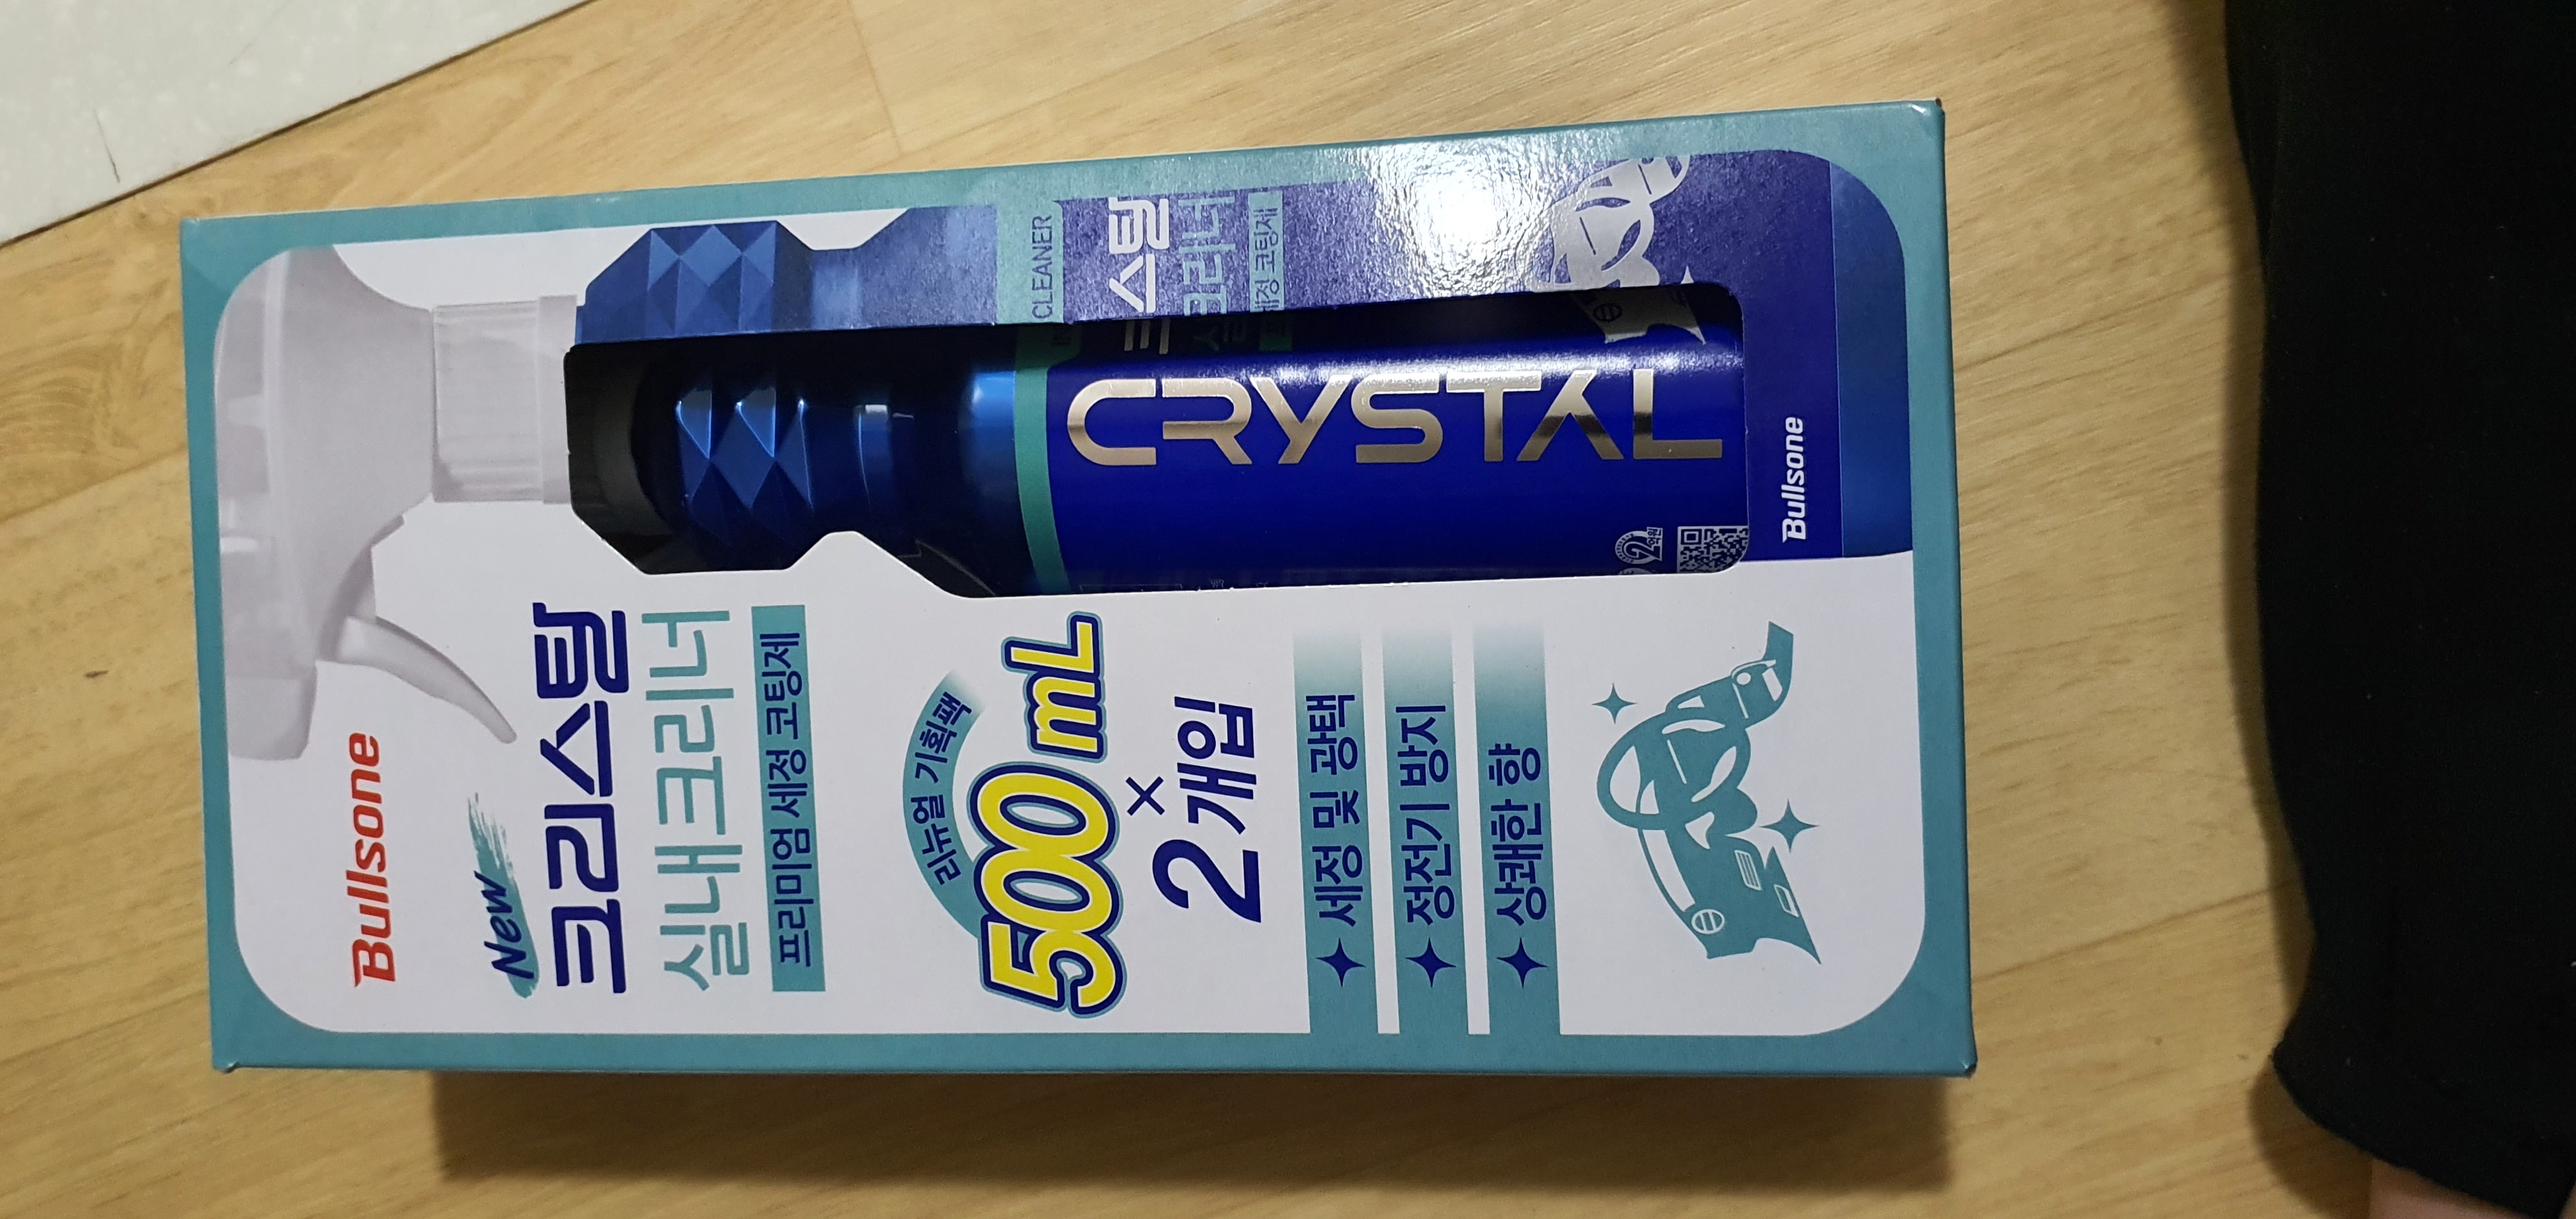 Bullsone
New
크리스탈
실내크리너
프리미엄 세정 코팅제
리뉴얼 기획팩
500 mL
×
2개입
세정 및 광택
정전기 방지
상쾌한 향
CLEANER
크리스탈
크리너
세정 코팅제
CRYSTAL
Bullsone